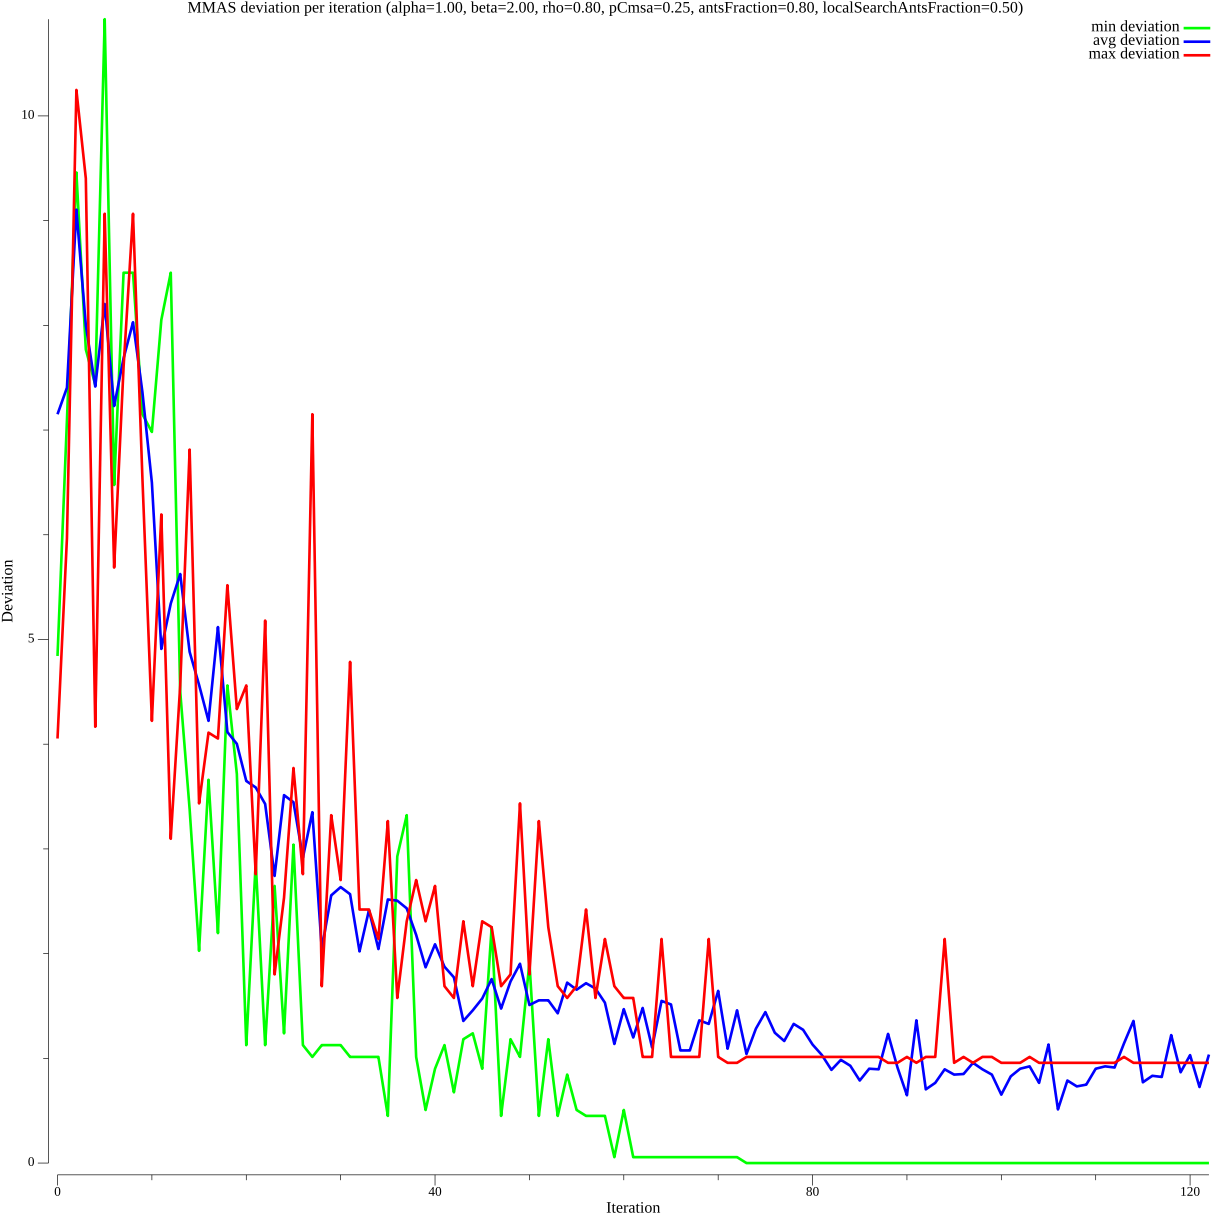 MMAS deviation per iteration (alpha=1.00, beta=2.00, rho=0.80, pCmsa=0.25, antsFraction=0.80, localSearchAntsFraction=0.50)
min deviation
avg deviation
max deviation
10
5
0
Deviation
0
40
80
120
Iteration